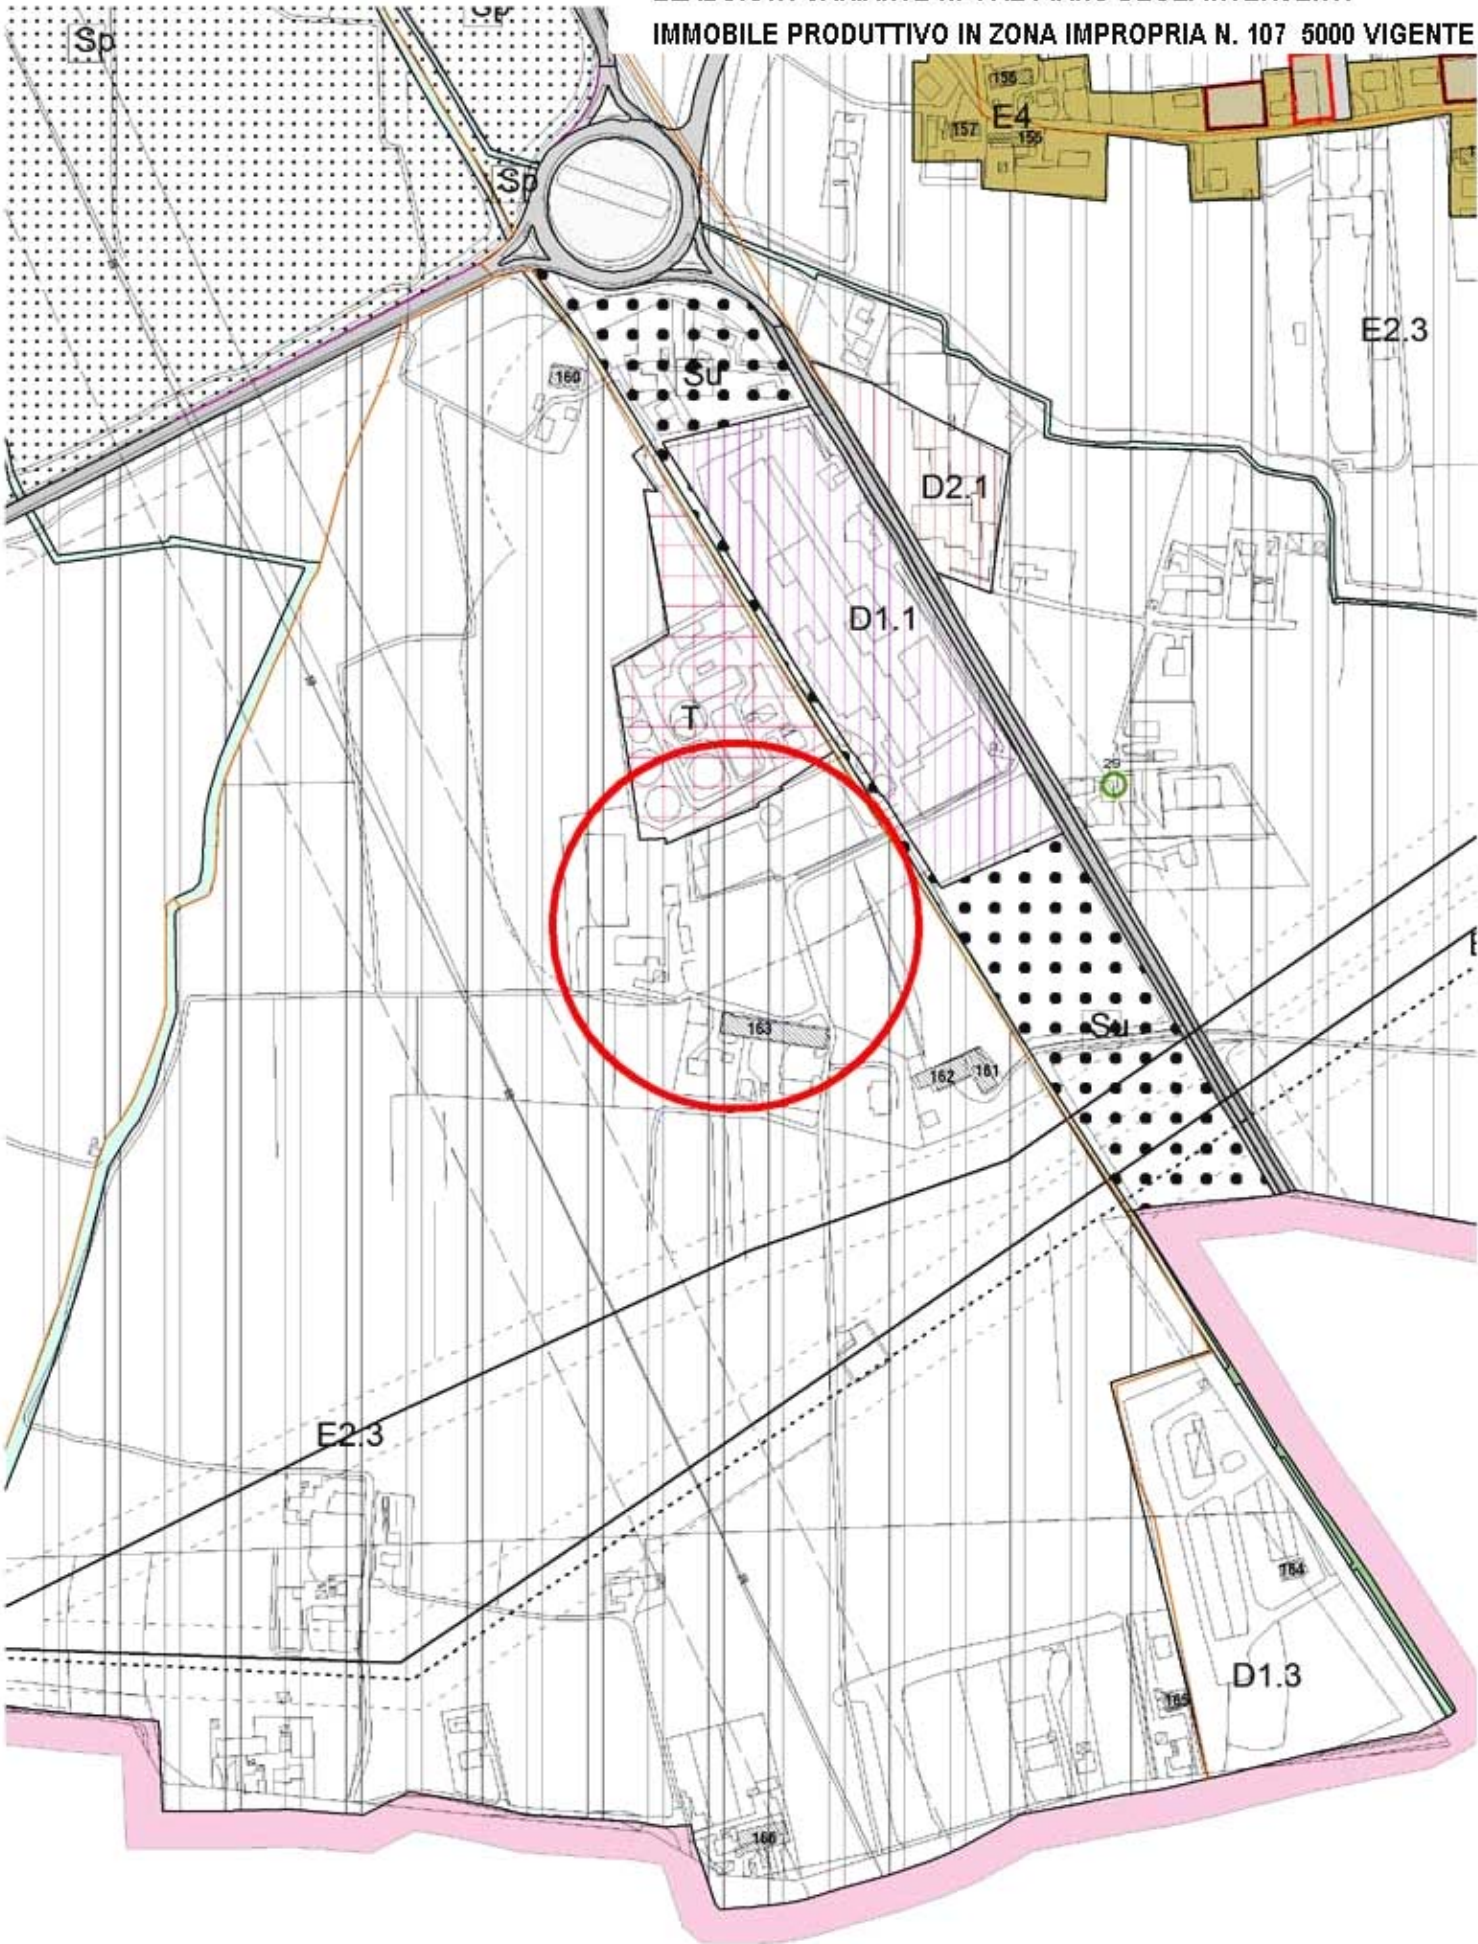 IMMOBILE PRODUTTIVO IN ZONA IMPROPRIA N. 107 5000 VIGENTE
Sp
Sp
156
157
E4
155
Sp
E2.3
160
Su
D2.1
D1.1
T
29
163
Su
162
161
E2.3
164
D1.3
165
166